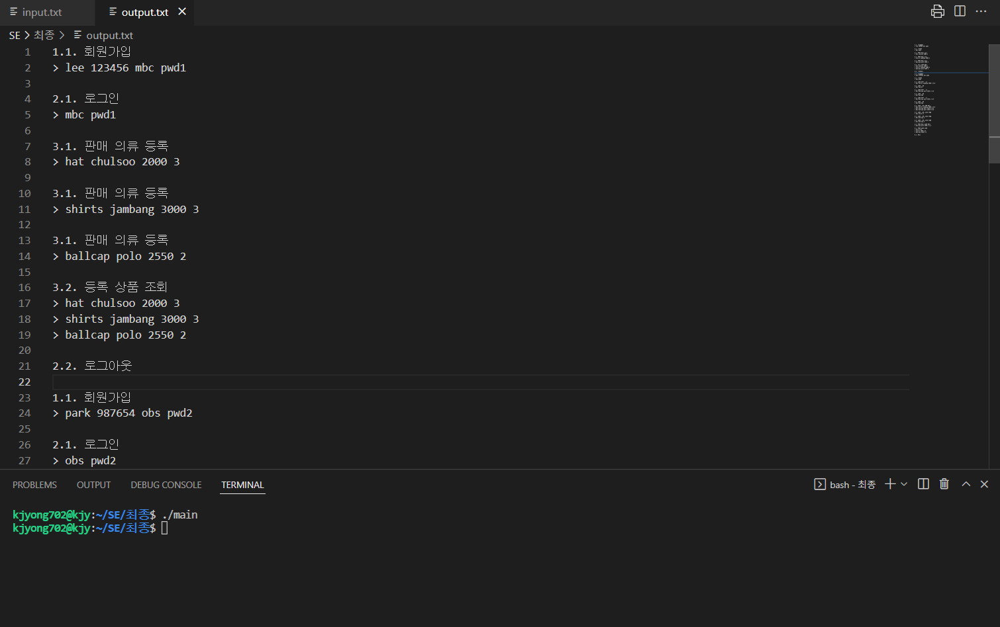 input.txt output.txt
SE > 최종 > output.txt
1 1.1. 회원가입
2 > lee 123456 mbc pwd1
3
4 2.1. 로그인
5 > mbc pwd1
6
7 3.1. 판매 의류 등록
8 > hat chulsoo 2000 3
9
10 3.1. 판매 의류 등록
11 > shirts jambang 3000 3
12
13 3.1. 판매 의류 등록
14 > ballcap polo 2550 2
15
16 3.2. 등록 상품 조회
17 > hat chulsoo 2000 3
18 > shirts jambang 3000 3
19 > ballcap polo 2550 2
20
21 2.2. 로그아웃
22
23 1.1. 회원가입
24 > park 987654 obs pwd2
25
26 2.1. 로그인
27 > obs pwd2
PROBLEMS OUTPUT DEBUG CONSOLE TERMINAL bash - 최종
kjyong702@kjy:~/SE/최종$ ./main
kjyong702@kjy:~/SE/최종$